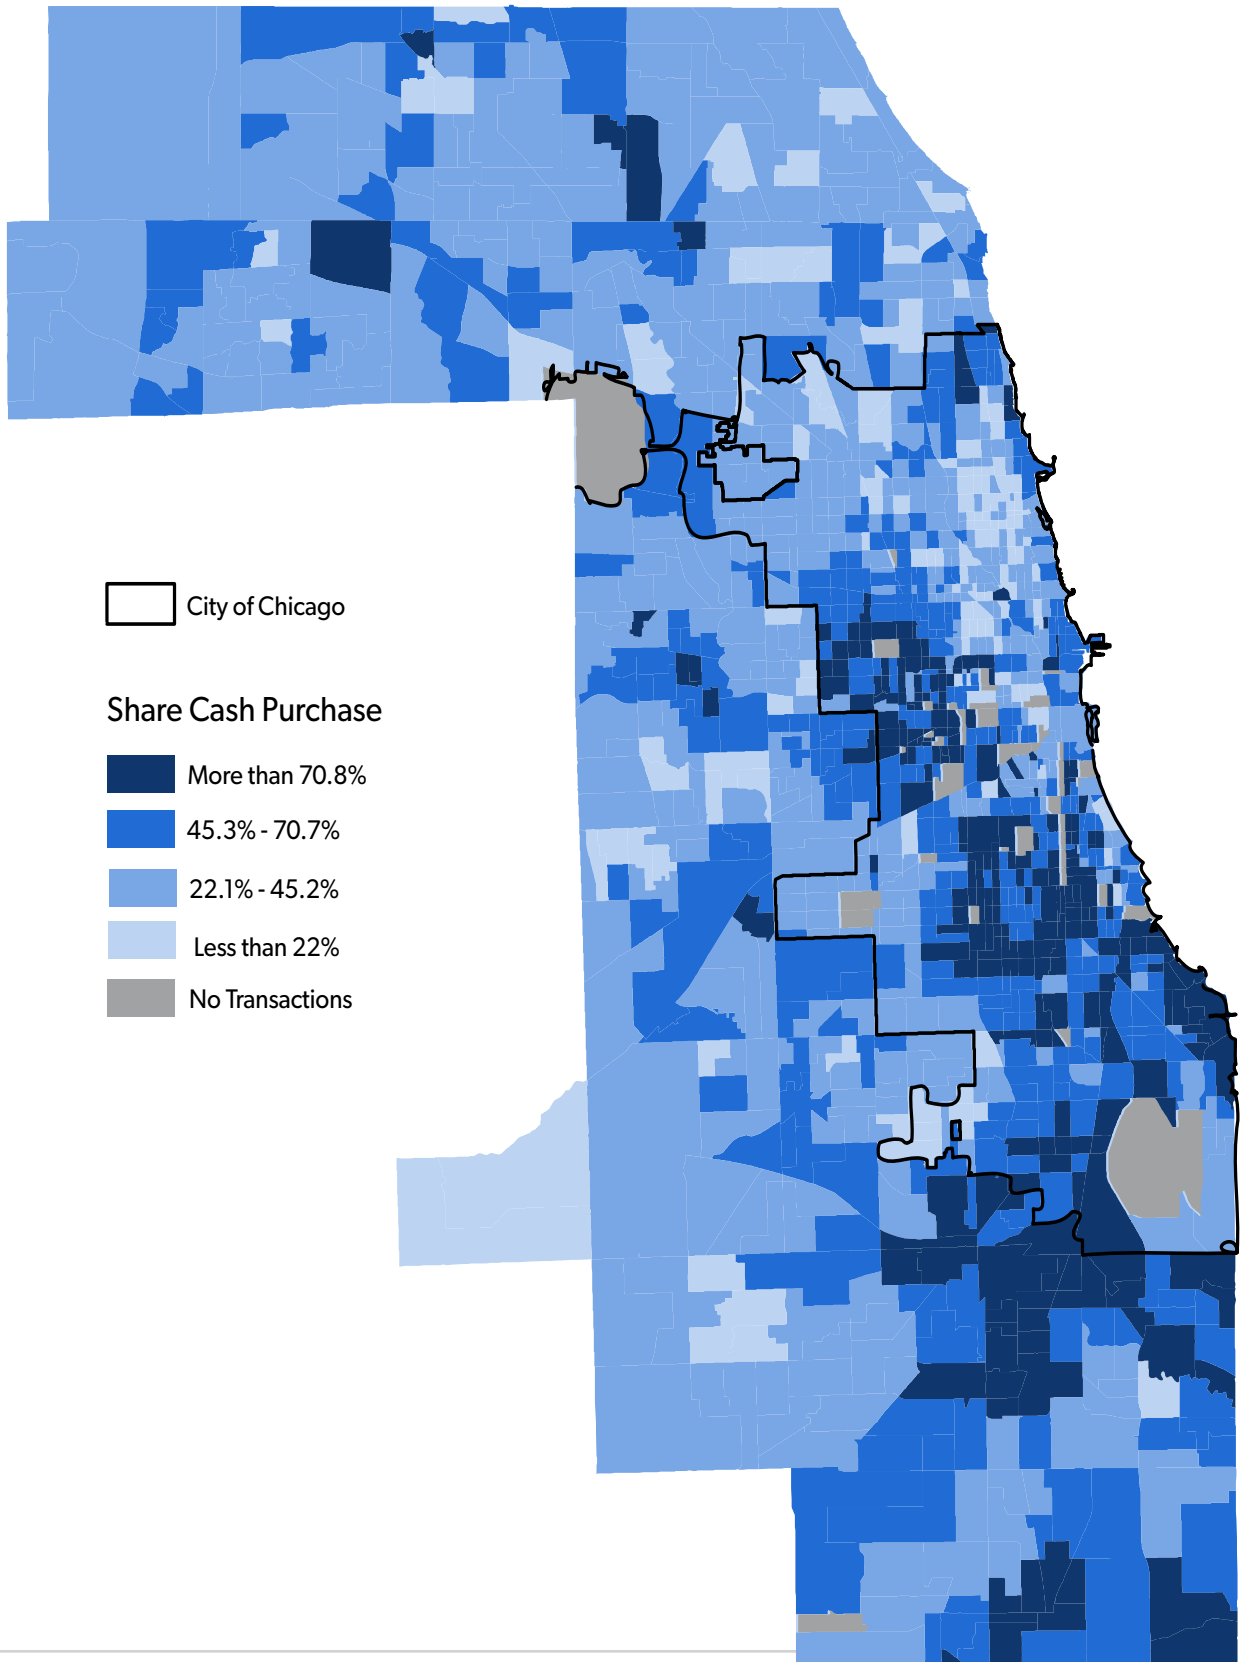 City of Chicago
Share Cash Purchase
More than 70.8%
45.3% - 70.7%
22.1% - 45.2%
Less than 22%
No Transactions